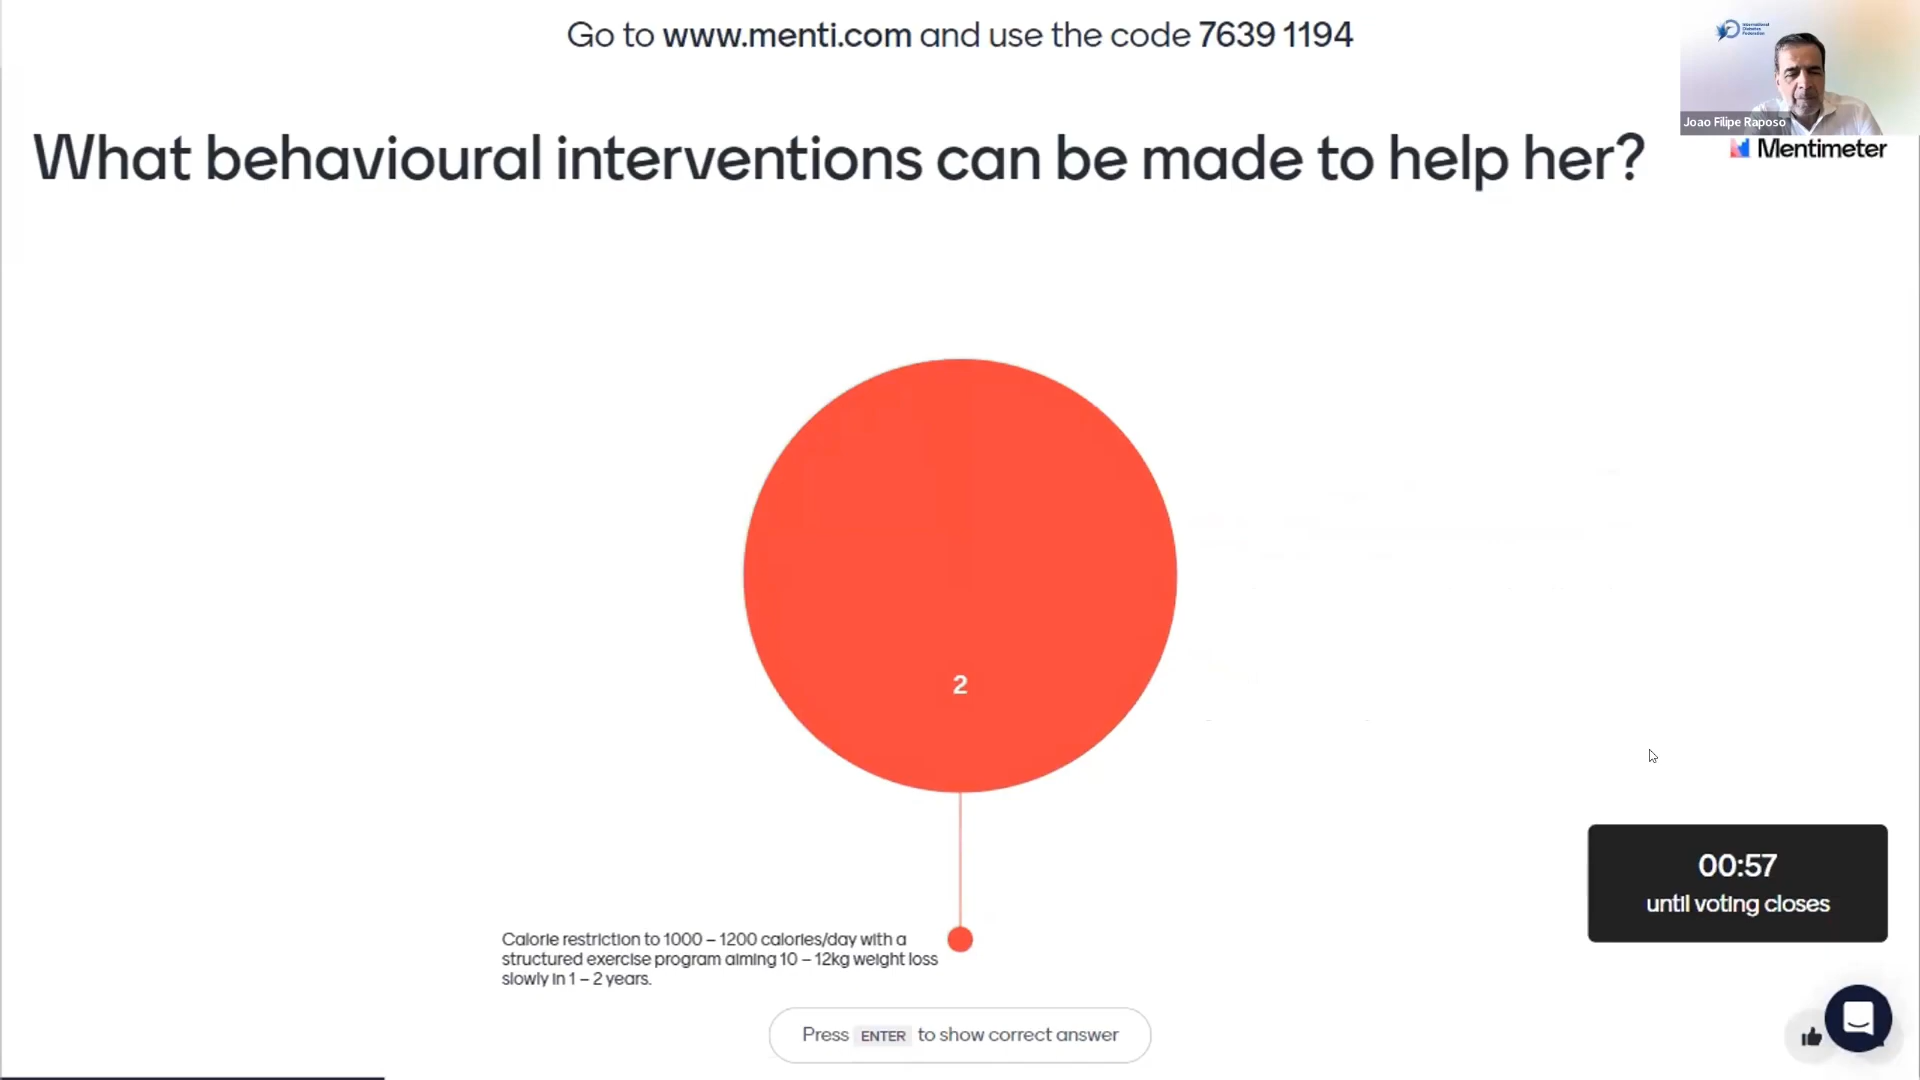 Go to www.menti.com and use the code 7639 1194
International
Diabetes
Federation
Joao Filipe Raposo
Mentimeter
What behavioural interventions can be made to help her?
2
00:57
until voting closes
Calorie restriction to 1000 – 1200 calories/day with a
structured exercise program aiming 10 – 12kg weight loss
slowly in 1 – 2 years.
Press ENTER to show correct answer